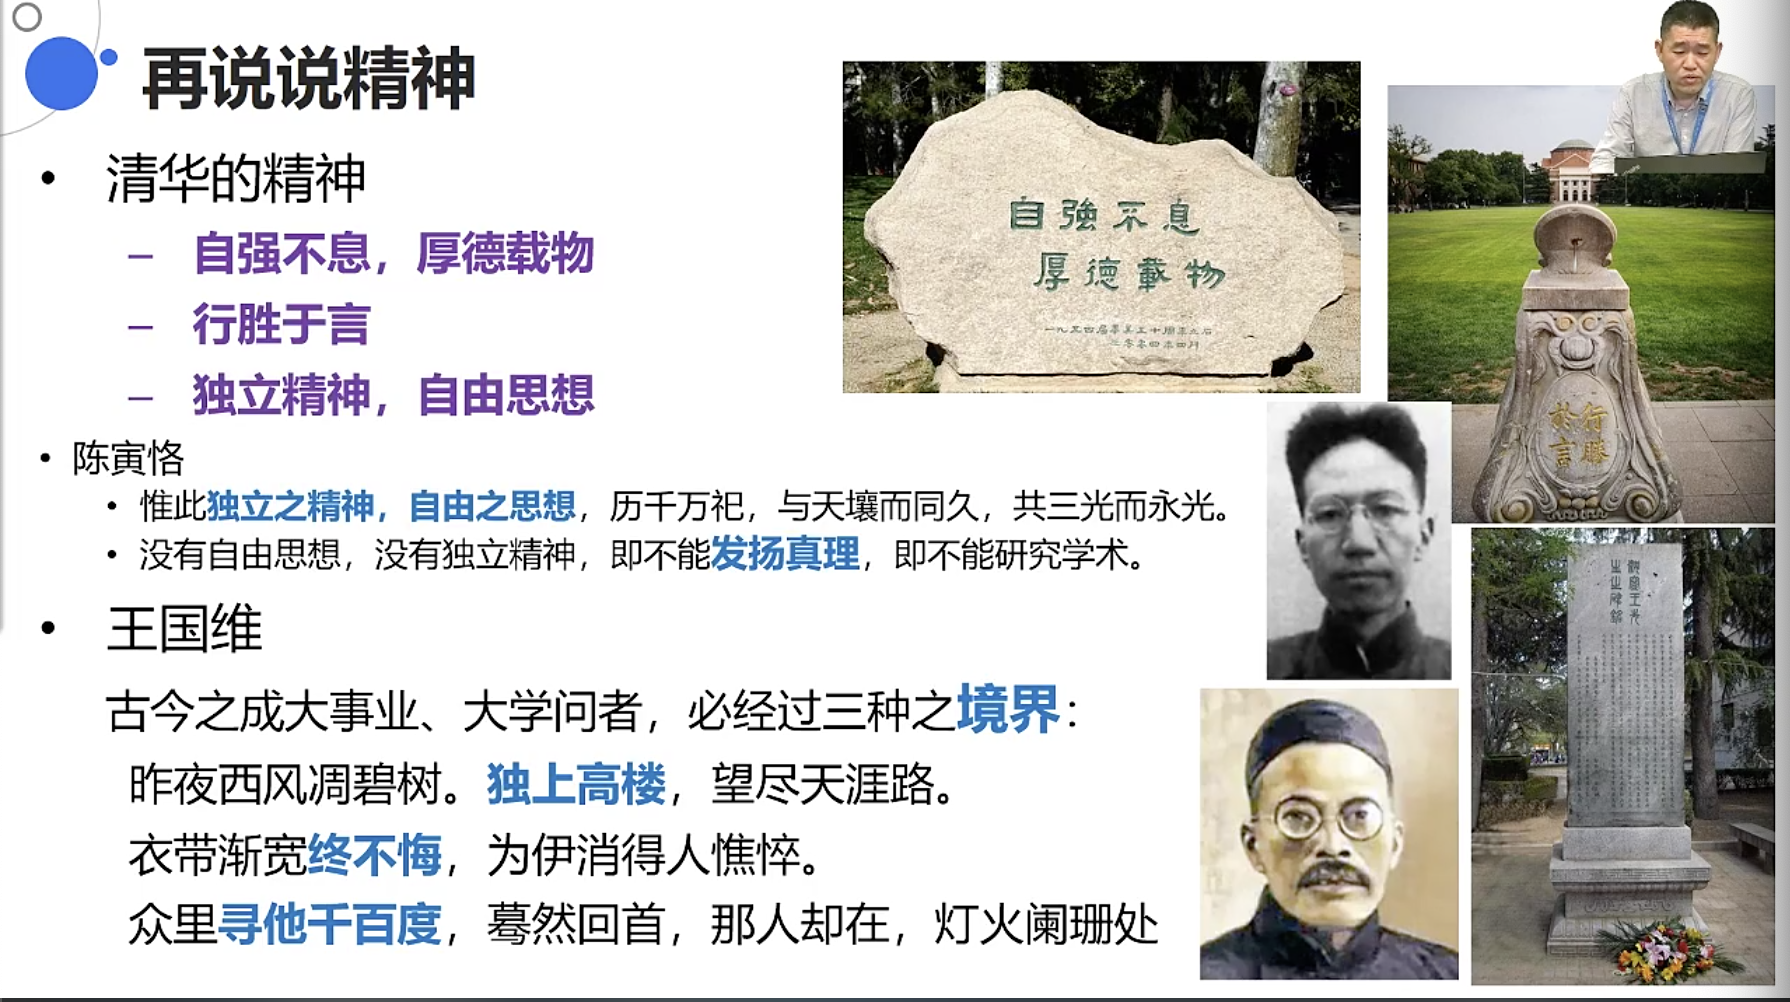 再说说精神
• 清华的精神
– 自强不息，厚德载物
– 行胜于言
– 独立精神，自由思想
• 陈寅恪
• 惟此独立之精神，自由之思想，历千万祀，与天壤而同久，共三光而永光。
• 没有自由思想，没有独立精神，即不能发扬真理，即不能研究学术。
• 王国维
古今之成大事业、大学问者，必经过三种之境界：
昨夜西风凋碧树。独上高楼，望尽天涯路。
衣带渐宽终不悔，为伊消得人憔悴。
众里寻他千百度，蓦然回首，那人却在，灯火阑珊处
自強不息
厚德載物
二零零四年四月
行勝
於言